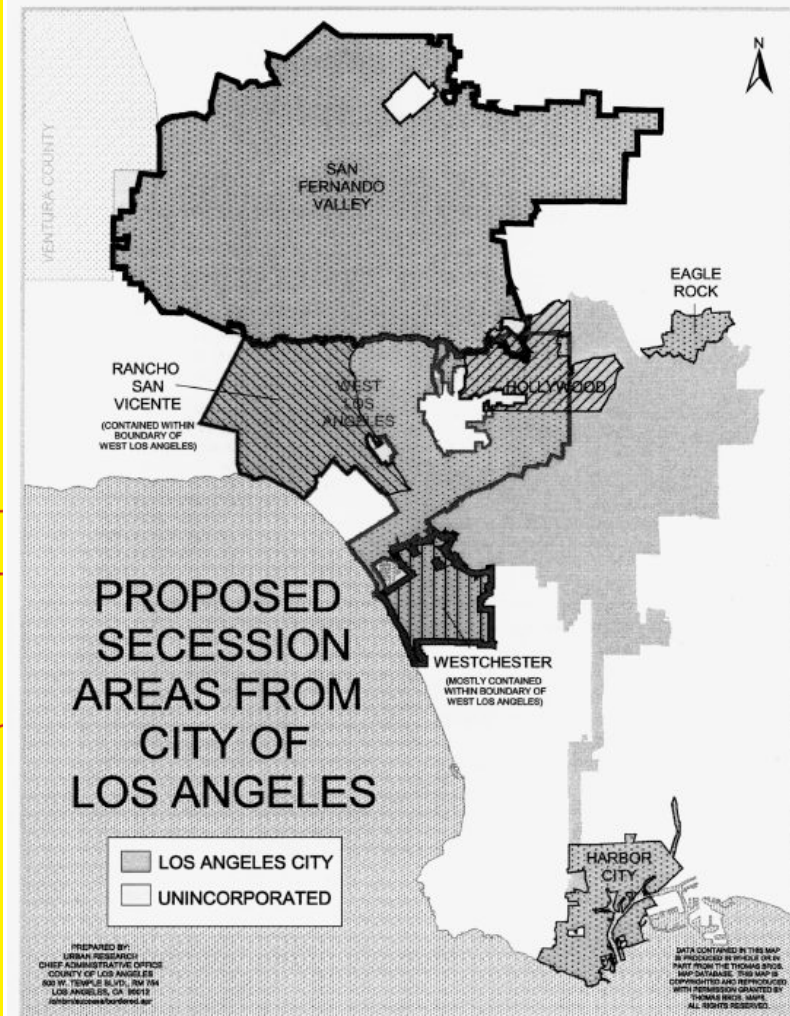 N
VENTURA COUNTY
SAN
FERNANDO
VALLEY
EAGLE
ROCK
RANCHO
SAN
VICENTE
(CONTAINED WITHIN
BOUNDARY OF
WEST LOS ANGELES)
WEST
LOS
ANGELES
HOLLYWOOD
WESTCHESTER
(MOSTLY CONTAINED
WITHIN BOUNDARY OF
WEST LOS ANGELES)
PROPOSED
SECESSION
AREAS FROM
CITY OF
LOS ANGELES
LOS ANGELES CITY
UNINCORPORATED
HARBOR
CITY
PREPARED BY:
URBAN RESEARCH
CHIEF ADMINISTRATIVE OFFICE
COUNTY OF LOS ANGELES
500 W. TEMPLE BLVD., RM 754
LOS ANGELES, CA 90012
DATA CONTAINED IN THIS MAP
IS PRODUCED IN WHOLE OR IN
PART FROM THE THOMAS BROS.
MAP DATABASE. THIS MAP IS
COPYRIGHTED AND REPRODUCED
WITH PERMISSION GRANTED BY
THOMAS BROS. MAPS.
ALL RIGHTS RESERVED.